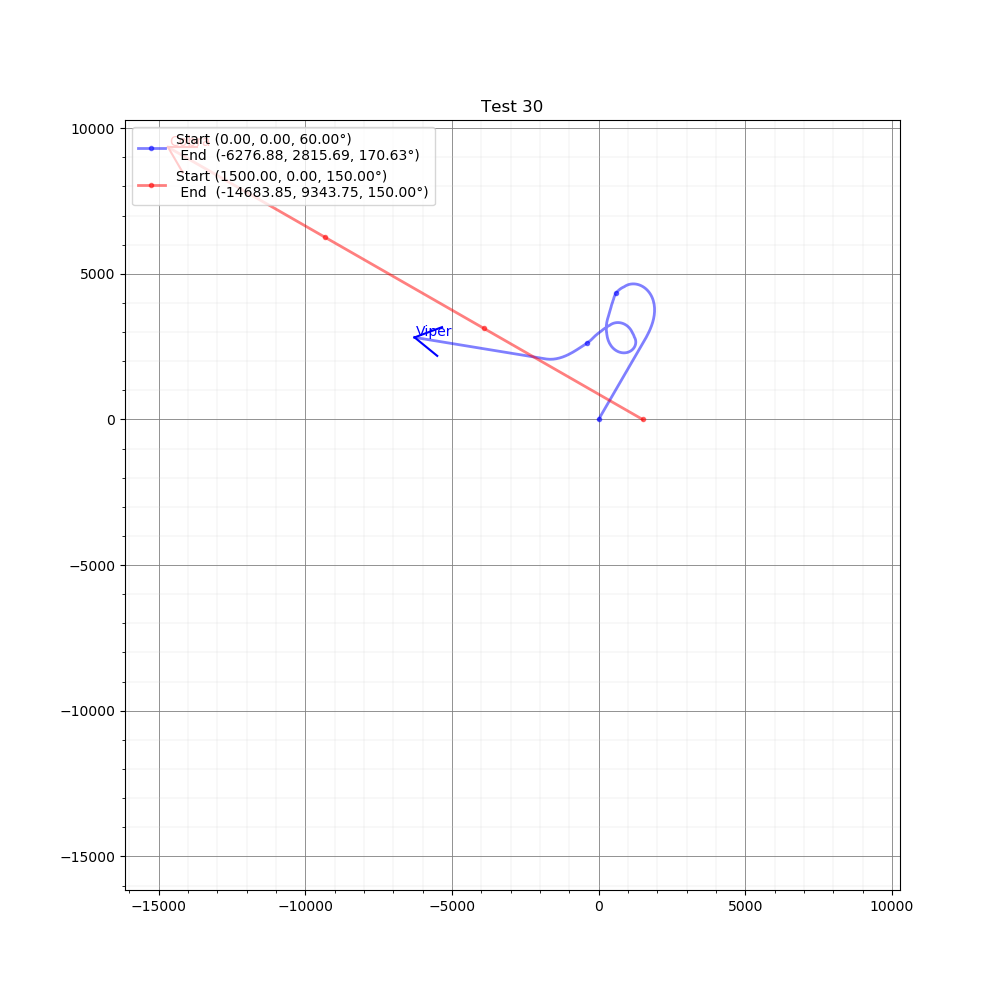 Test 30
Start (0.00, 0.00, 60.00°)
End (-6276.88, 2815.69, 170.63°)
Start (1500.00, 0.00, 150.00°)
End (-14683.85, 9343.75, 150.00°)
Viper
10000
5000
0
−5000
−10000
−15000
−15000 −10000 −5000 0 5000 10000